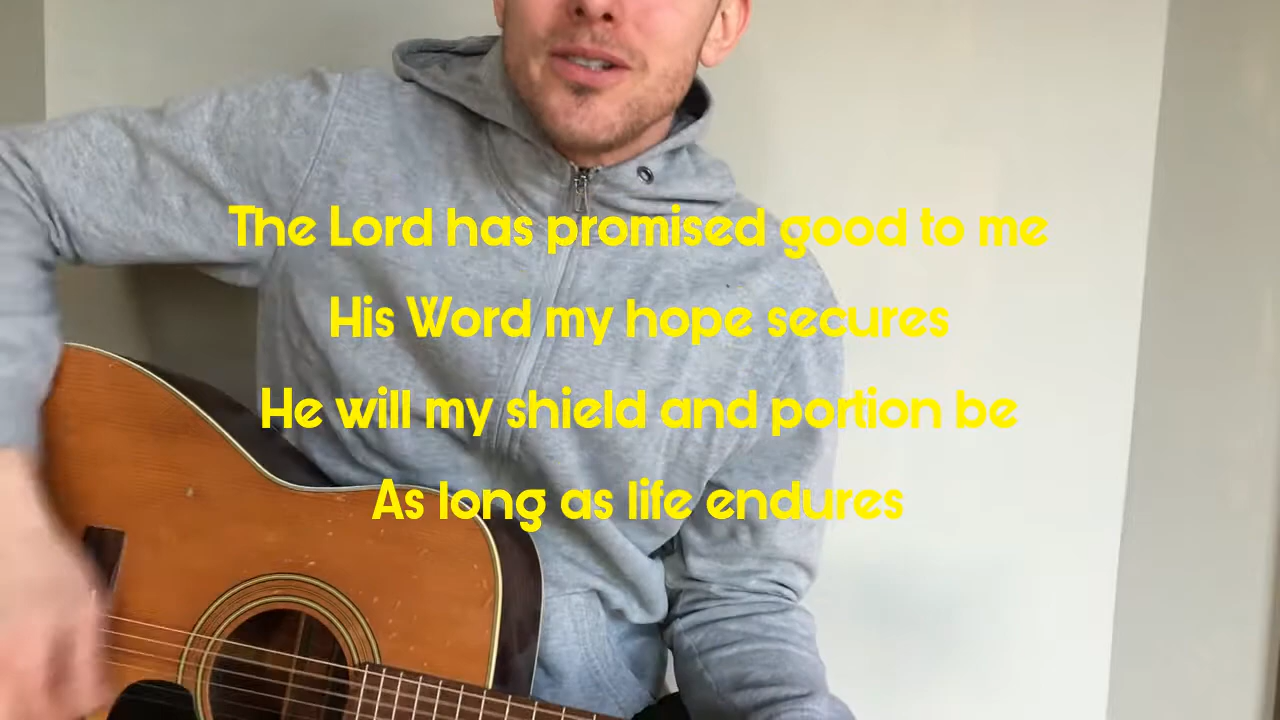 The Lord has promised good to me
His Word my hope secures
He will my shield and portion be
As long as life endures